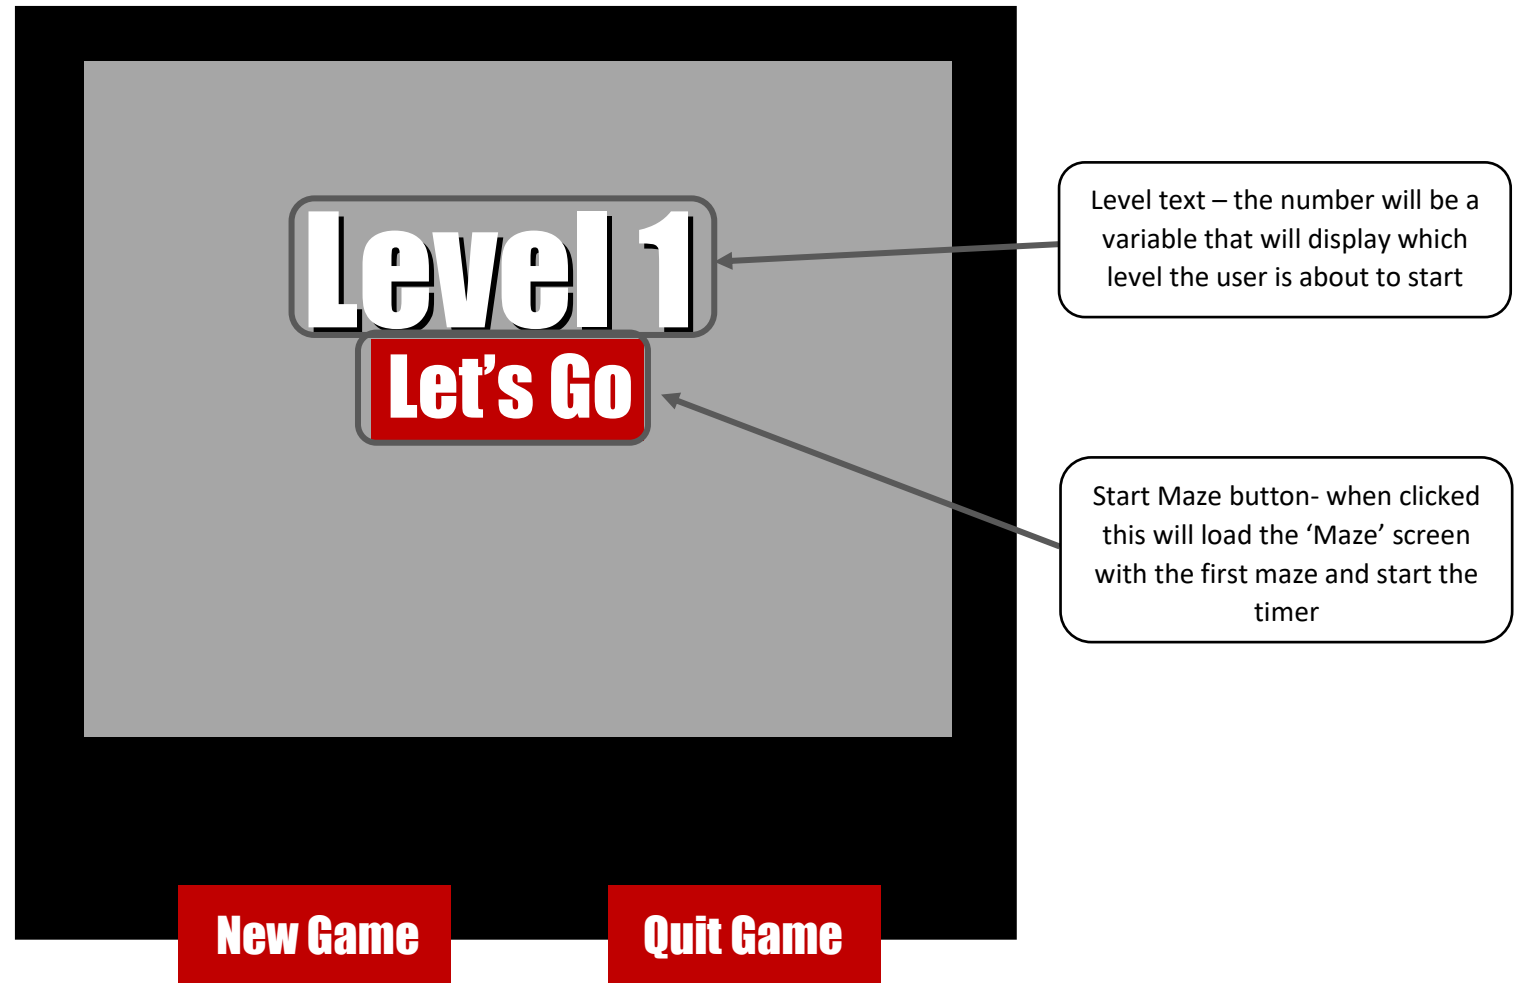 Level 1
Let’s Go
New Game
Quit Game
Level text – the number will be a
variable that will display which
level the user is about to start
Start Maze button- when clicked
this will load the ‘Maze’ screen
with the first maze and start the
timer